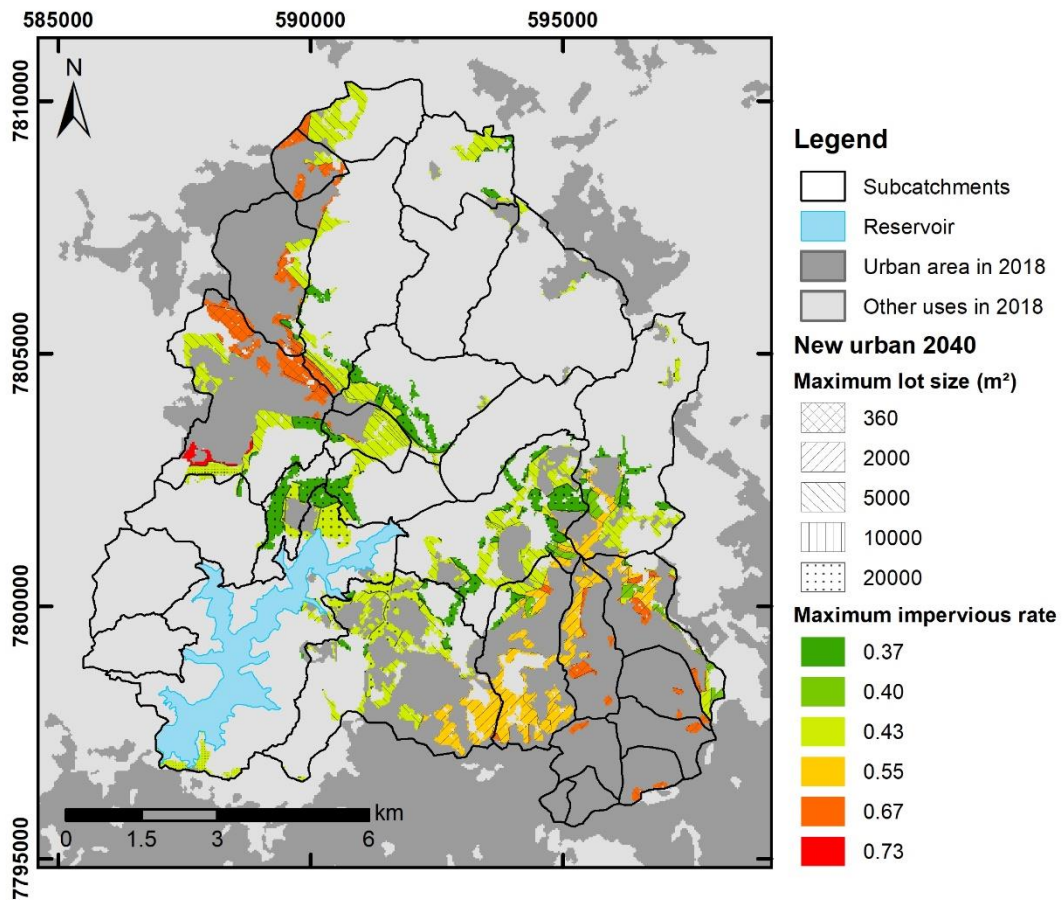 585000 590000 595000
7810000
7805000
7800000
7795000
N
km
0 1.5 3 6
Legend
Subcatchments
Reservoir
Urban area in 2018
Other uses in 2018
New urban 2040
Maximum lot size (m²)
360
2000
5000
10000
20000
Maximum impervious rate
0.37
0.40
0.43
0.55
0.67
0.73